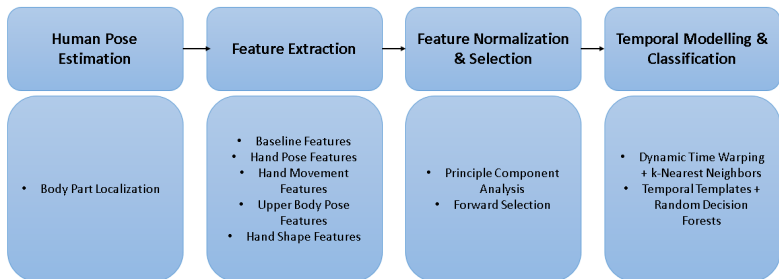 Human Pose
Estimation
Feature Extraction
Feature Normalization
& Selection
Temporal Modelling &
Classification
• Body Part Localization
• Baseline Features
• Hand Pose Features
• Hand Movement
Features
• Upper Body Pose
Features
• Hand Shape Features
• Principle Component
Analysis
• Forward Selection
• Dynamic Time Warping
+ k-Nearest Neighbors
• Temporal Templates +
Random Decision
Forests